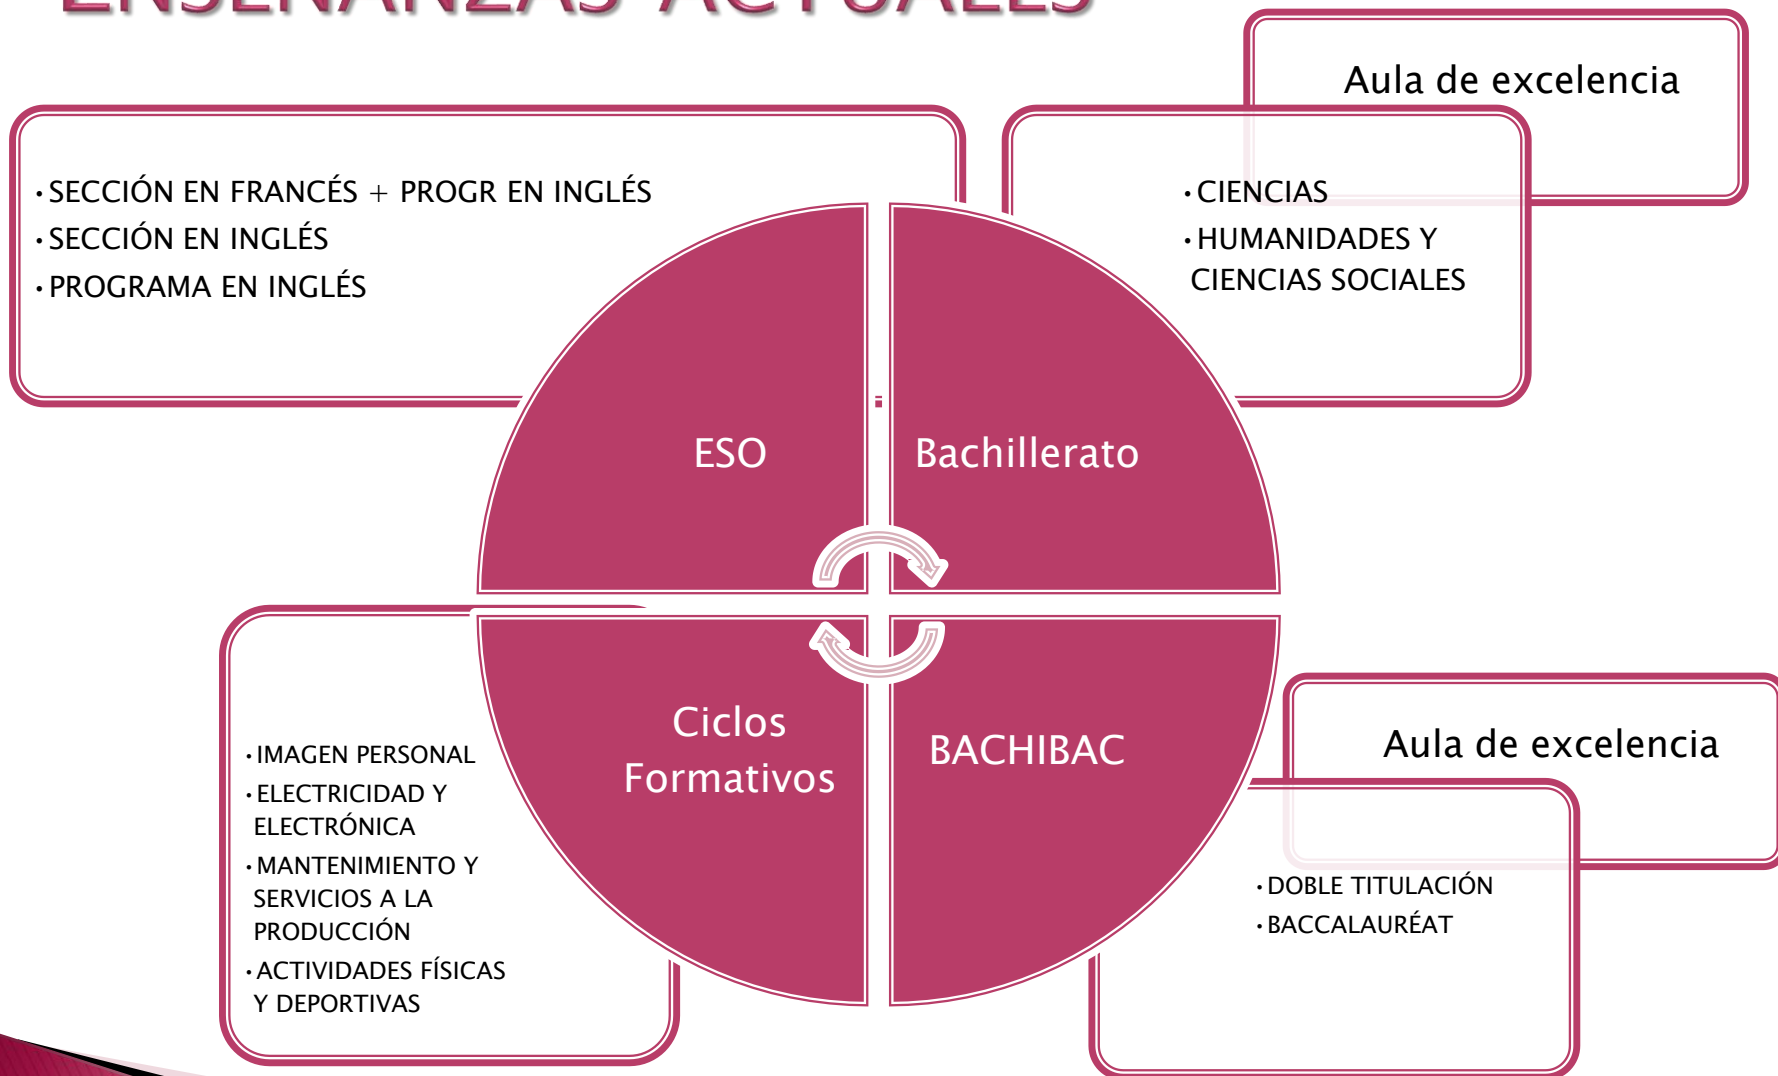 ENSEÑANZAS ACTUALES
Aula de excelencia
•SECCIÓN EN FRANCÉS + PROGR EN INGLÉS
•SECCIÓN EN INGLÉS
•PROGRAMA EN INGLÉS
•CIENCIAS
•HUMANIDADES Y
CIENCIAS SOCIALES
ESO
Bachillerato
Ciclos
Formativos
BACHIBAC
•IMAGEN PERSONAL
•ELECTRICIDAD Y
ELECTRÓNICA
•MANTENIMIENTO Y
SERVICIOS A LA
PRODUCCIÓN
•ACTIVIDADES FÍSICAS
Y DEPORTIVAS
Aula de excelencia
•DOBLE TITULACIÓN
•BACCALAURÉAT